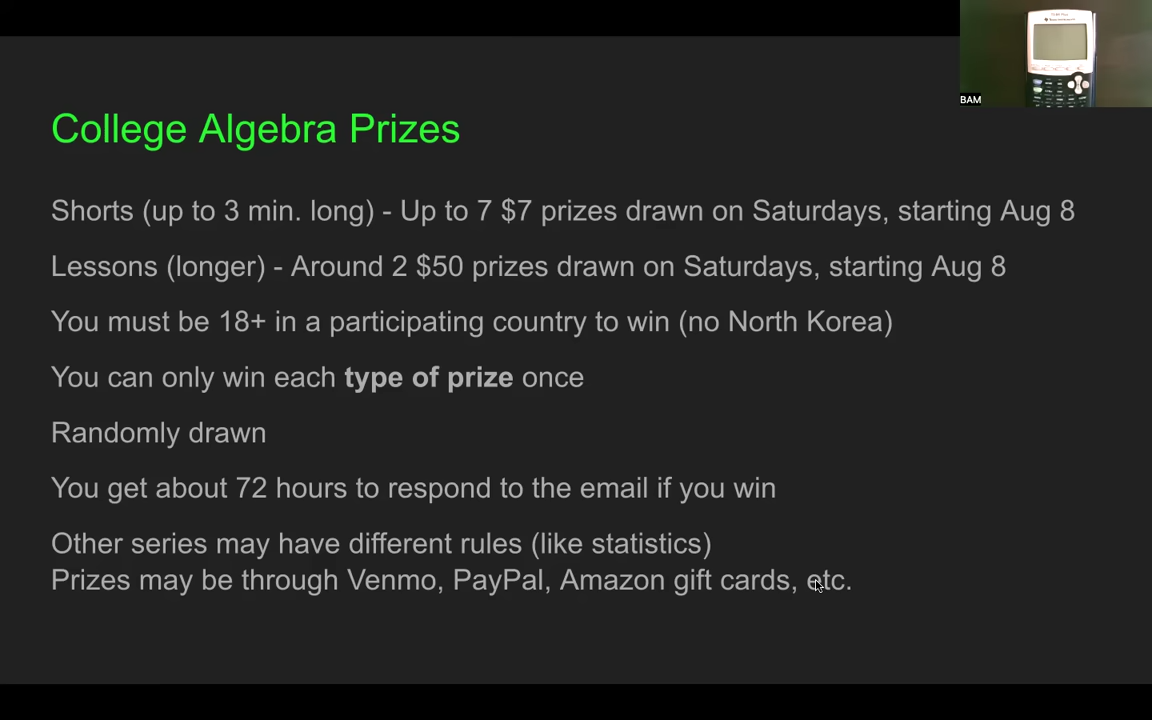 BAM
College Algebra Prizes
Shorts (up to 3 min. long) - Up to 7 $7 prizes drawn on Saturdays, starting Aug 8
Lessons (longer) - Around 2 $50 prizes drawn on Saturdays, starting Aug 8
You must be 18+ in a participating country to win (no North Korea)
You can only win each type of prize once
Randomly drawn
You get about 72 hours to respond to the email if you win
Other series may have different rules (like statistics)
Prizes may be through Venmo, PayPal, Amazon gift cards, etc.